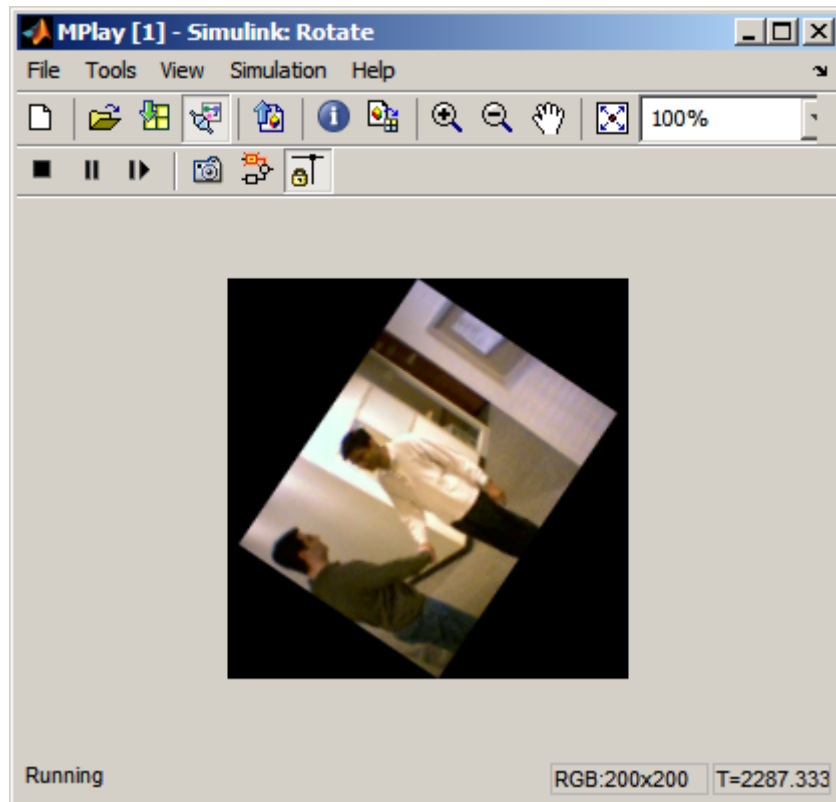 MPlay [1] - Simulink: Rotate
File Tools View Simulation Help
100%
Running RGB:200x200 T=2287.333